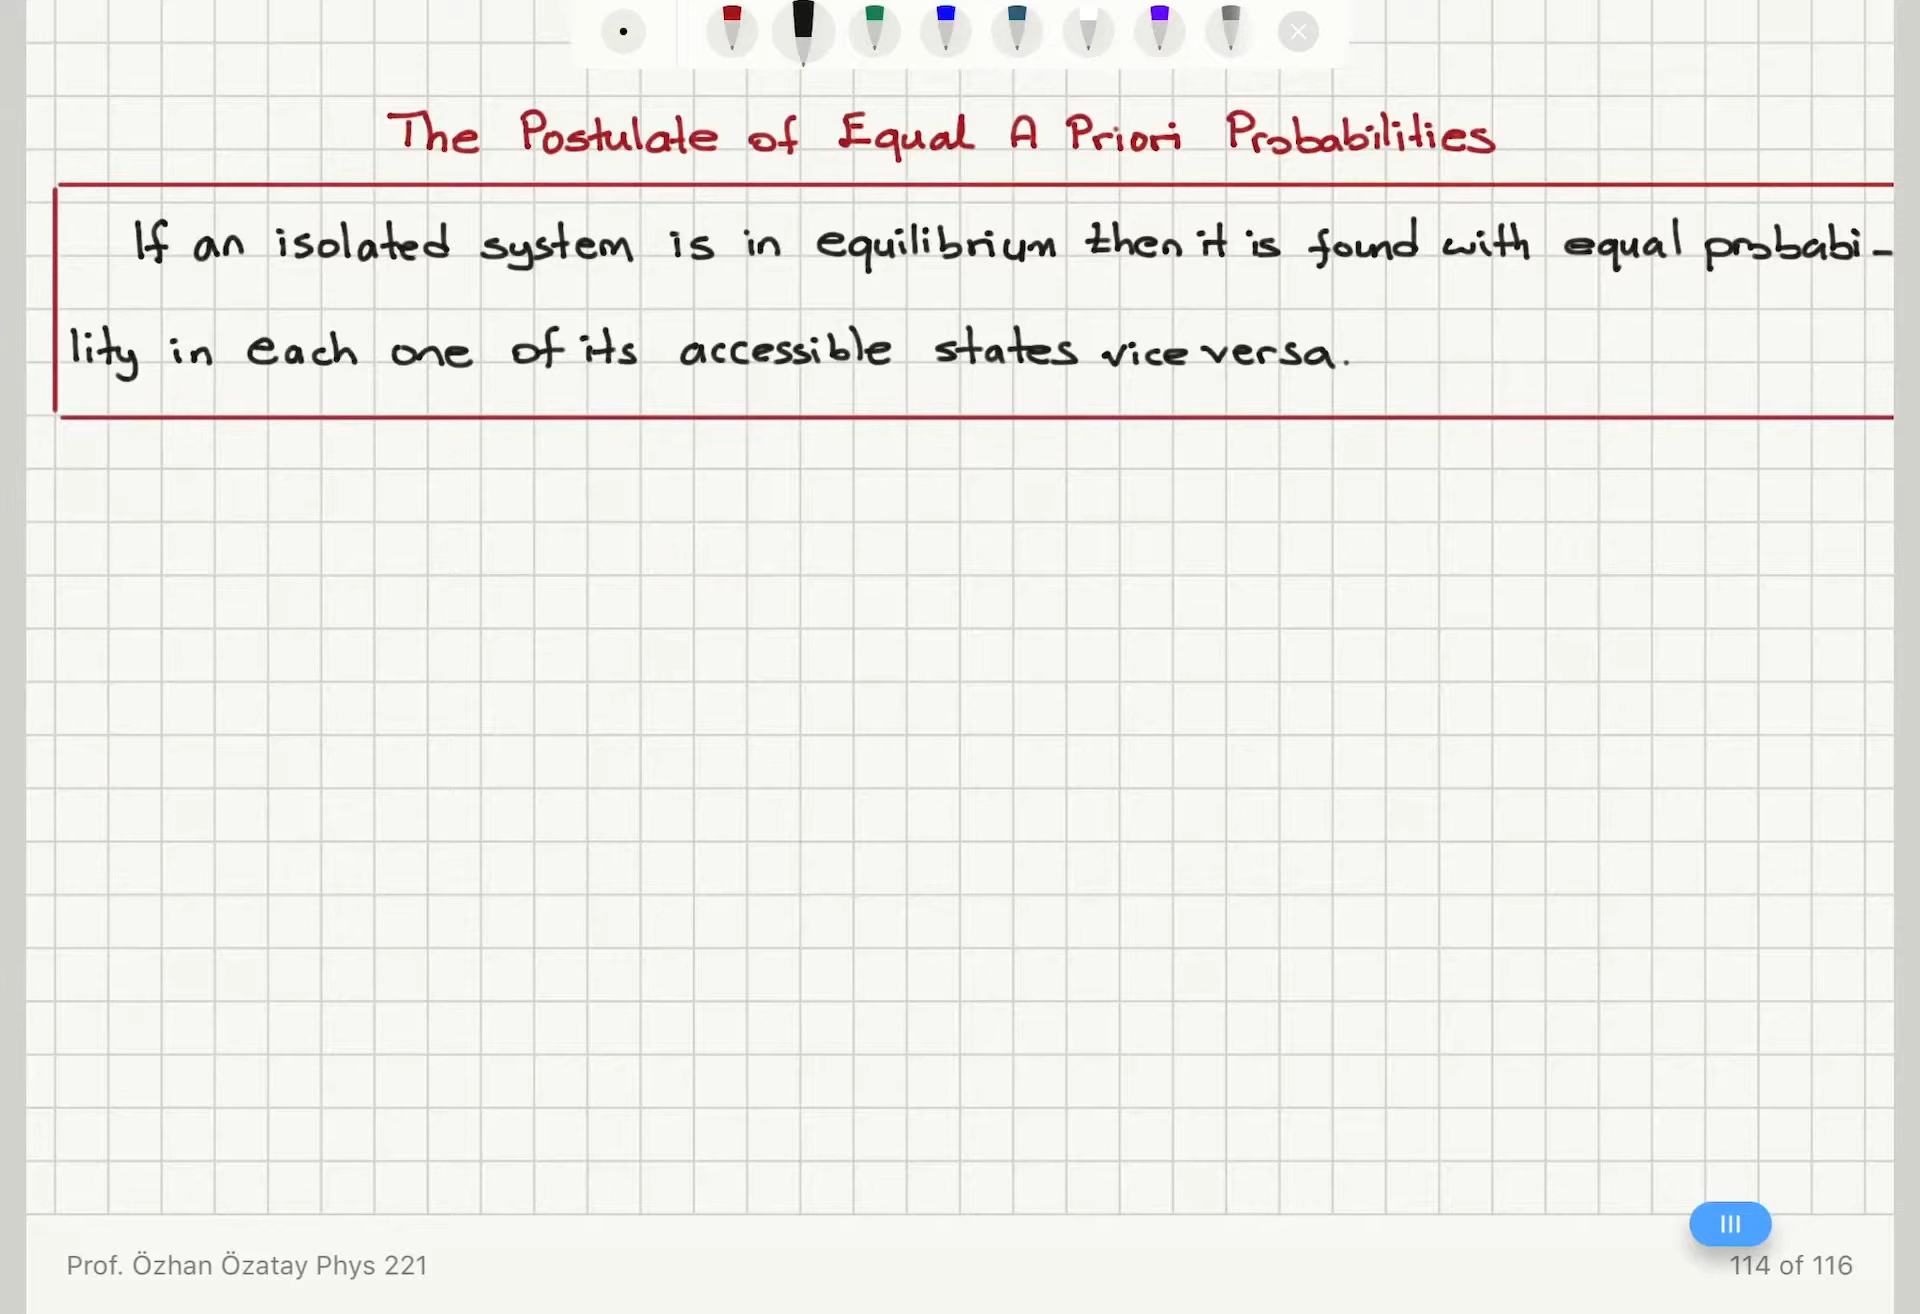 The Postulate of Equal A Priori Probabilities
If an isolated system is in equilibrium then it is found with equal probabi-
lity in each one of its accessible states vice versa.
Prof. Özhan Özatay Phys 221
114 of 116